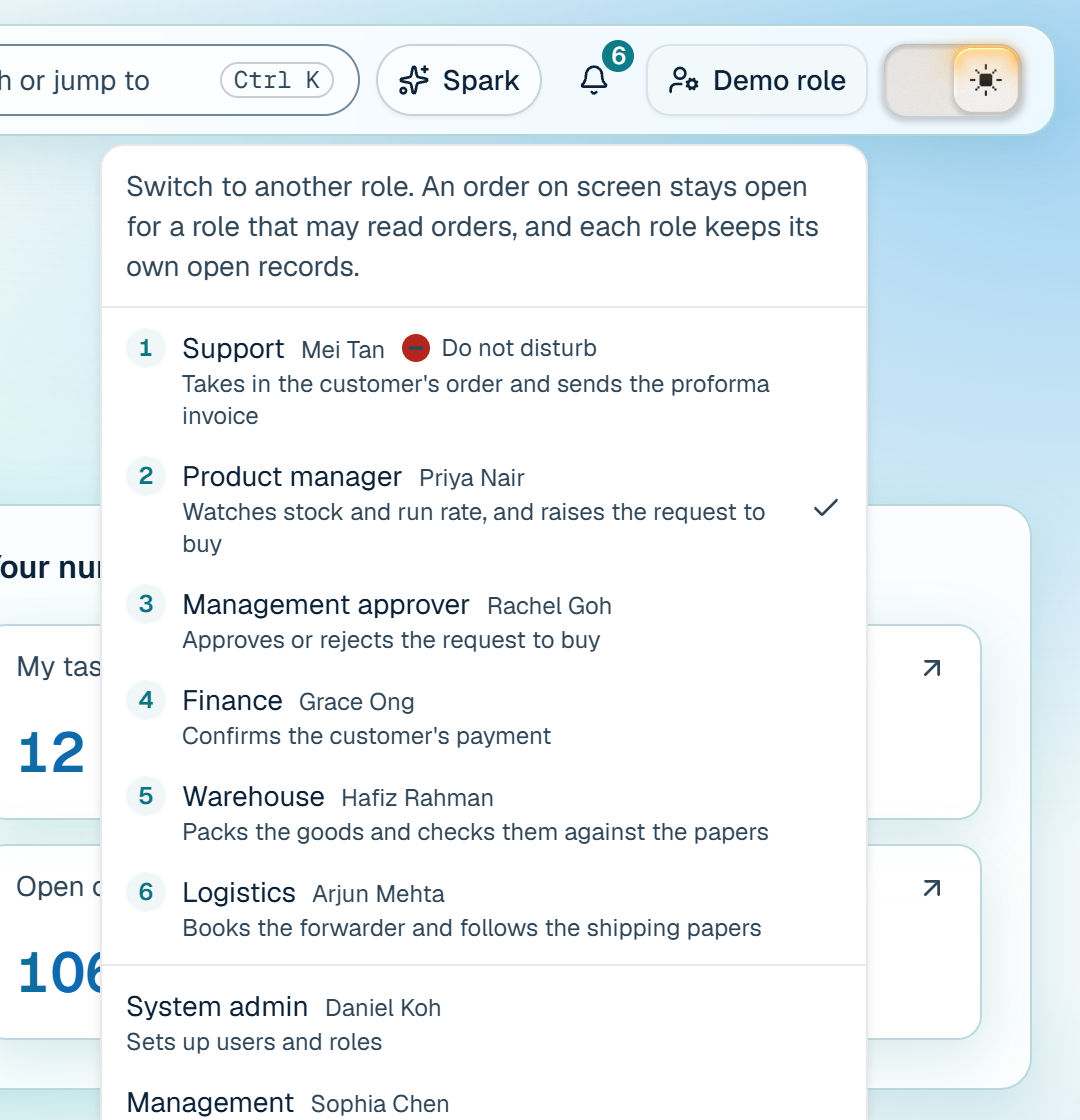 h or jump to Ctrl K Spark 6 Demo role
Switch to another role. An order on screen stays open
for a role that may read orders, and each role keeps its
own open records.
1 Support Mei Tan Do not disturb
Takes in the customer's order and sends the proforma
invoice
2 Product manager Priya Nair
Watches stock and run rate, and raises the request to
buy
Your nu
3 Management approver Rachel Goh
Approves or rejects the request to buy
My tas
4 Finance Grace Ong
Confirms the customer's payment
12
5 Warehouse Hafiz Rahman
Packs the goods and checks them against the papers
6 Logistics Arjun Mehta
Books the forwarder and follows the shipping papers
Open
106
System admin Daniel Koh
Sets up users and roles
Management Sophia Chen